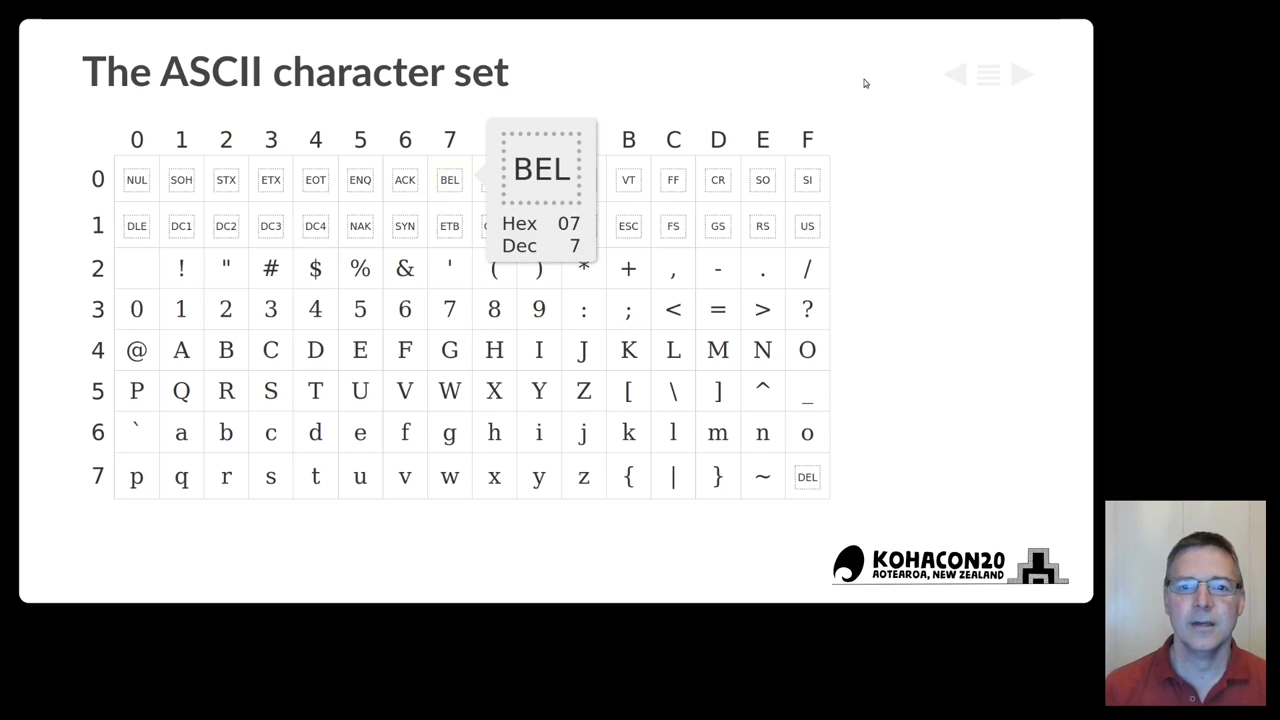 The ASCII character set
0 1 2 3 4 5 6 7 B C D E F
0 NUL SOH STX ETX EOT ENQ ACK BEL VT FF CR SO SI
1 DLE DC1 DC2 DC3 DC4 NAK SYN ETB ESC FS GS RS US
BEL
Hex 07
Dec 7
2 ! " # $ % & ' ( ) * + , - . /
3 0 1 2 3 4 5 6 7 8 9 : ; < = > ?
4 @ A B C D E F G H I J K L M N O
5 P Q R S T U V W X Y Z [ \ ] ^ _
6 ` a b c d e f g h i j k l m n o
7 p q r s t u v w x y z { | } ~ DEL
KOHACON20
AOTEAROA, NEW ZEALAND